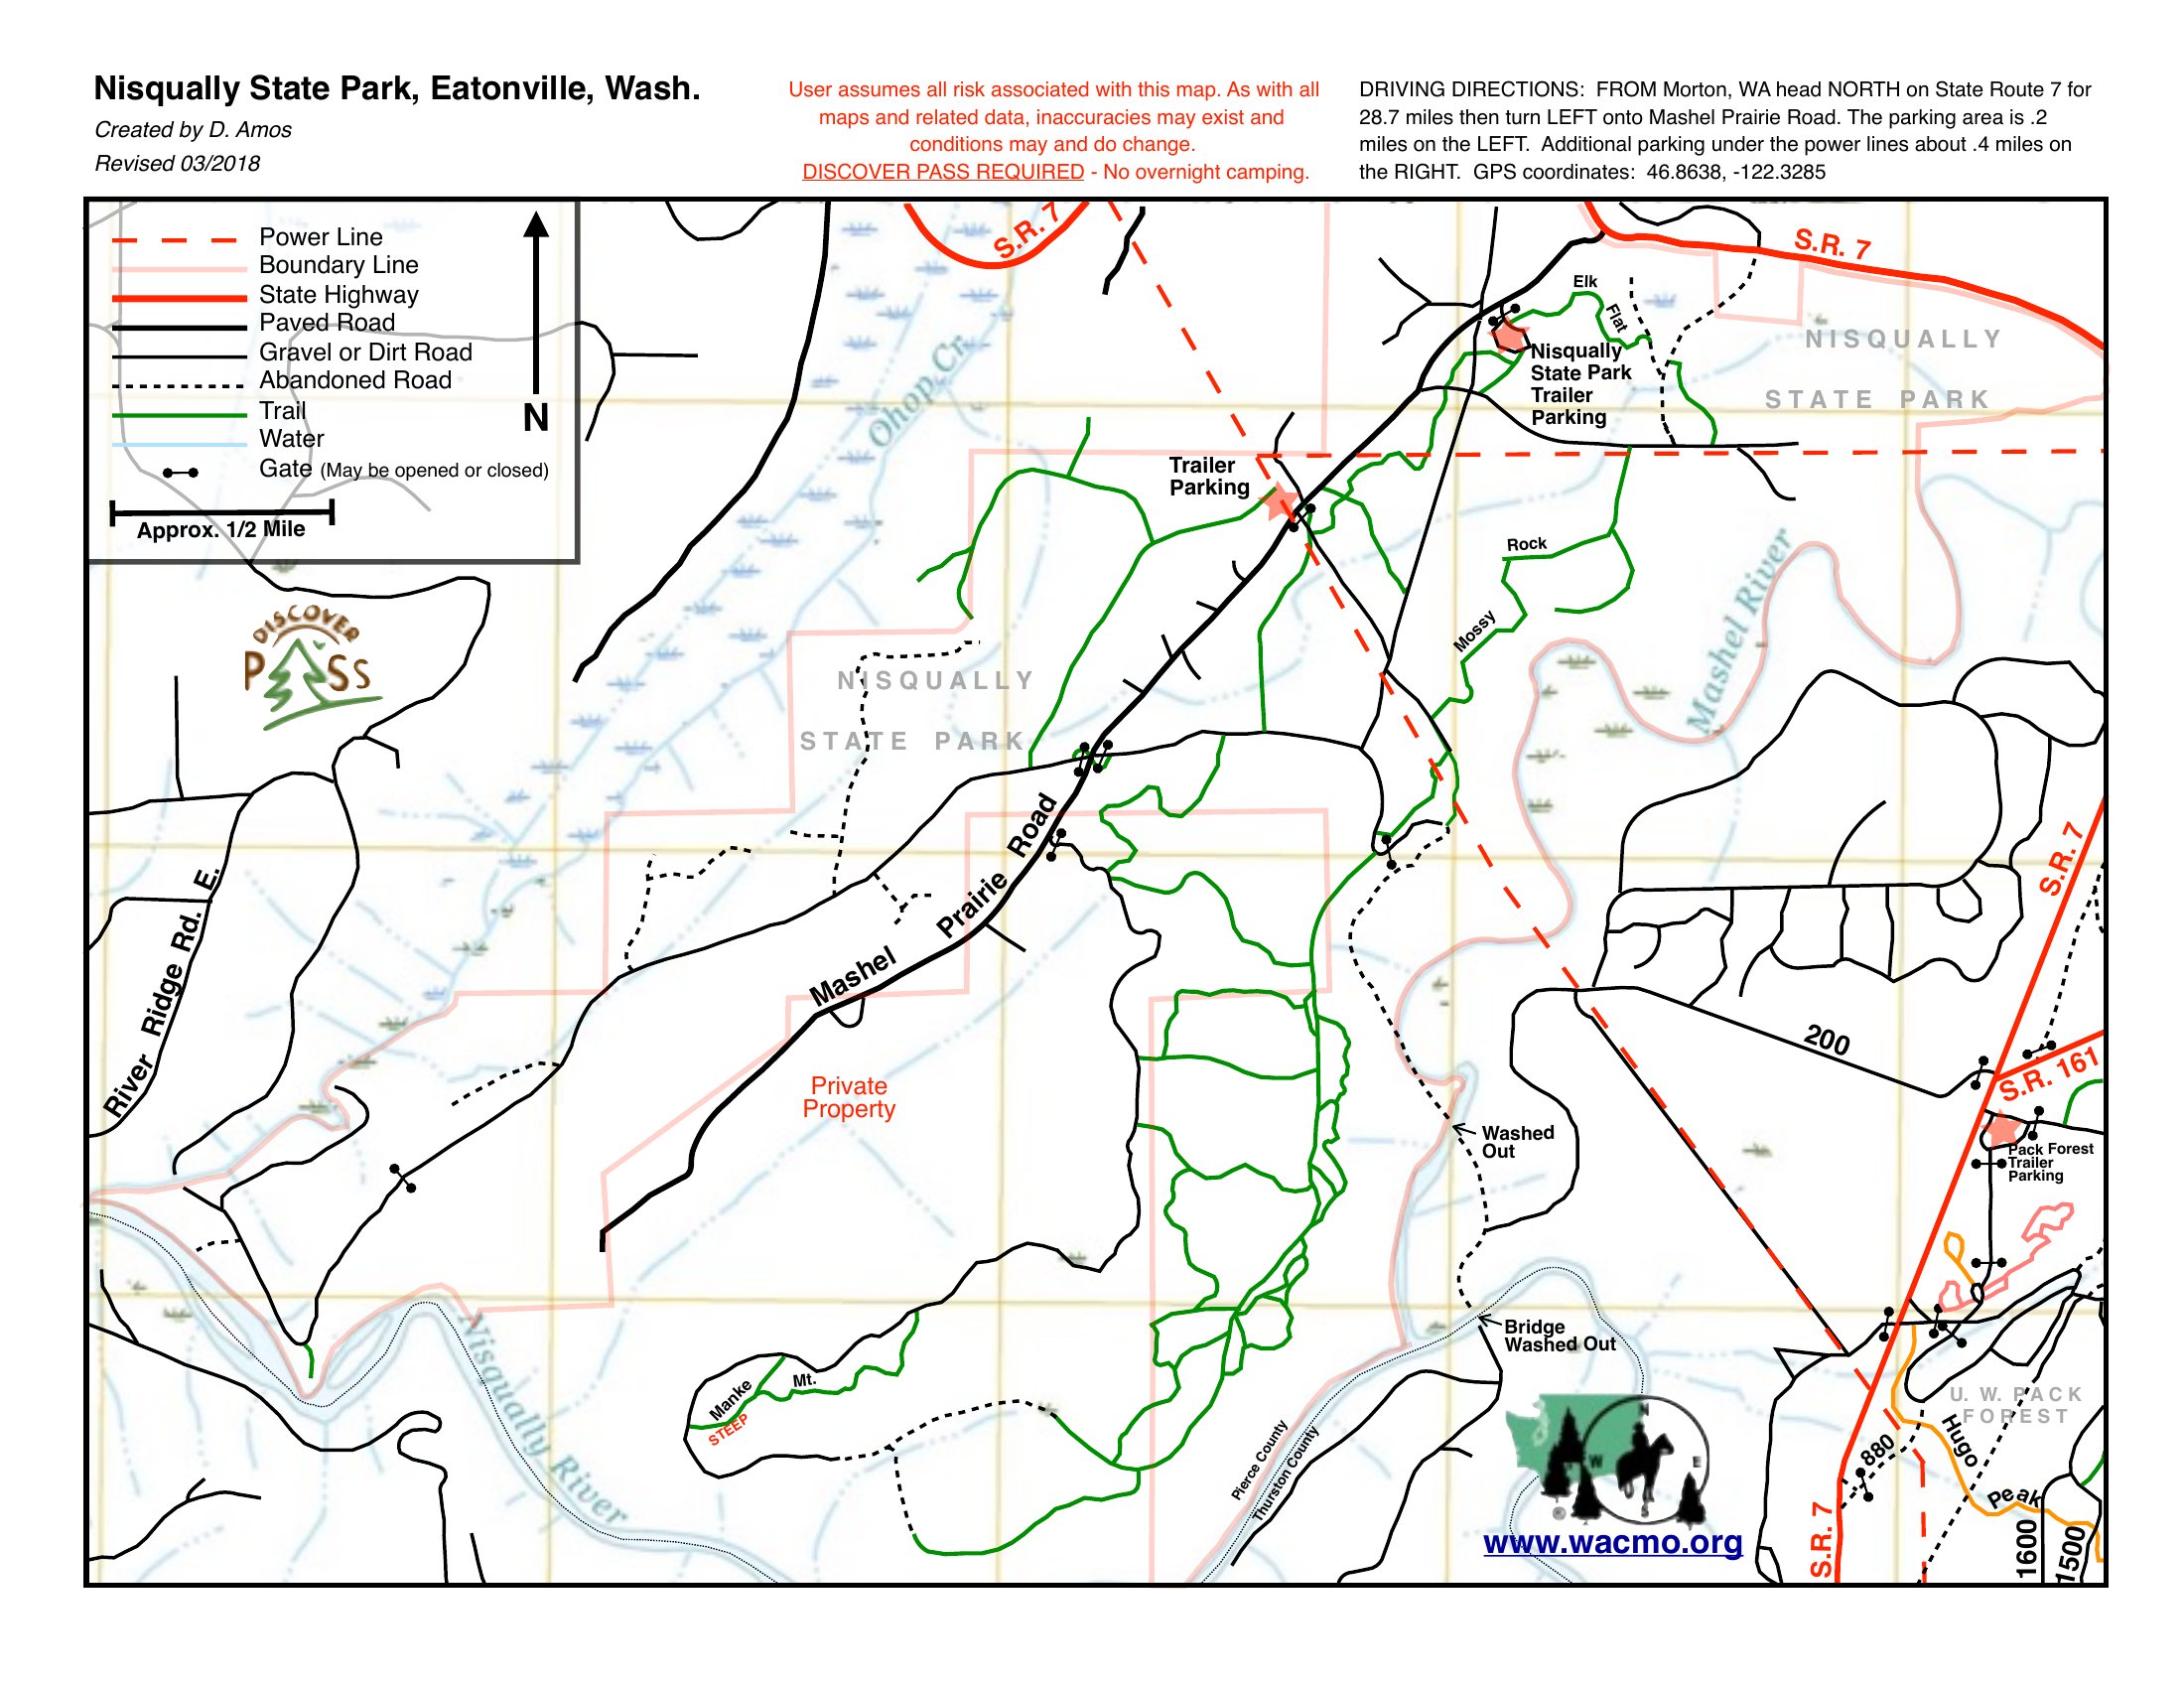 Nisqually State Park, Eatonville, Wash.
Created by D. Amos
Revised 03/2018
User assumes all risk associated with this map. As with all
maps and related data, inaccuracies may exist and
conditions may and do change.
DISCOVER PASS REQUIRED - No overnight camping.
DRIVING DIRECTIONS:  FROM Morton, WA head NORTH on State Route 7 for
28.7 miles then turn LEFT onto Mashel Prairie Road. The parking area is .2
miles on the LEFT.  Additional parking under the power lines about .4 miles on
the RIGHT.  GPS coordinates:  46.8638, -122.3285
Power Line
Boundary Line
State Highway
Paved Road
Gravel or Dirt Road
Abandoned Road
Trail
Water
Gate (May be opened or closed)
Approx. 1/2 Mile
N
S.R. 7
S.R. 7
Elk
Flat
Nisqually
State Park
Trailer
Parking
NISQUALLY
STATE PARK
Ohop Cr.
Trailer
Parking
Rock
Mossy
Mashel River
DISCOVER
PASS
NISQUALLY
STATE PARK
Mashel Prairie Road
River Ridge Rd. E.
S.R. 7
200
S.R. 161
Private
Property
Washed
Out
Pack Forest
Trailer
Parking
Bridge
Washed Out
Manke
Mt.
STEEP
Nisqually River
Pierce County
Thurston County
N
W
E
S
www.wacmo.org
U. W. PACK
FOREST
Hugo
Peak
880
S.R. 7
1600
1500